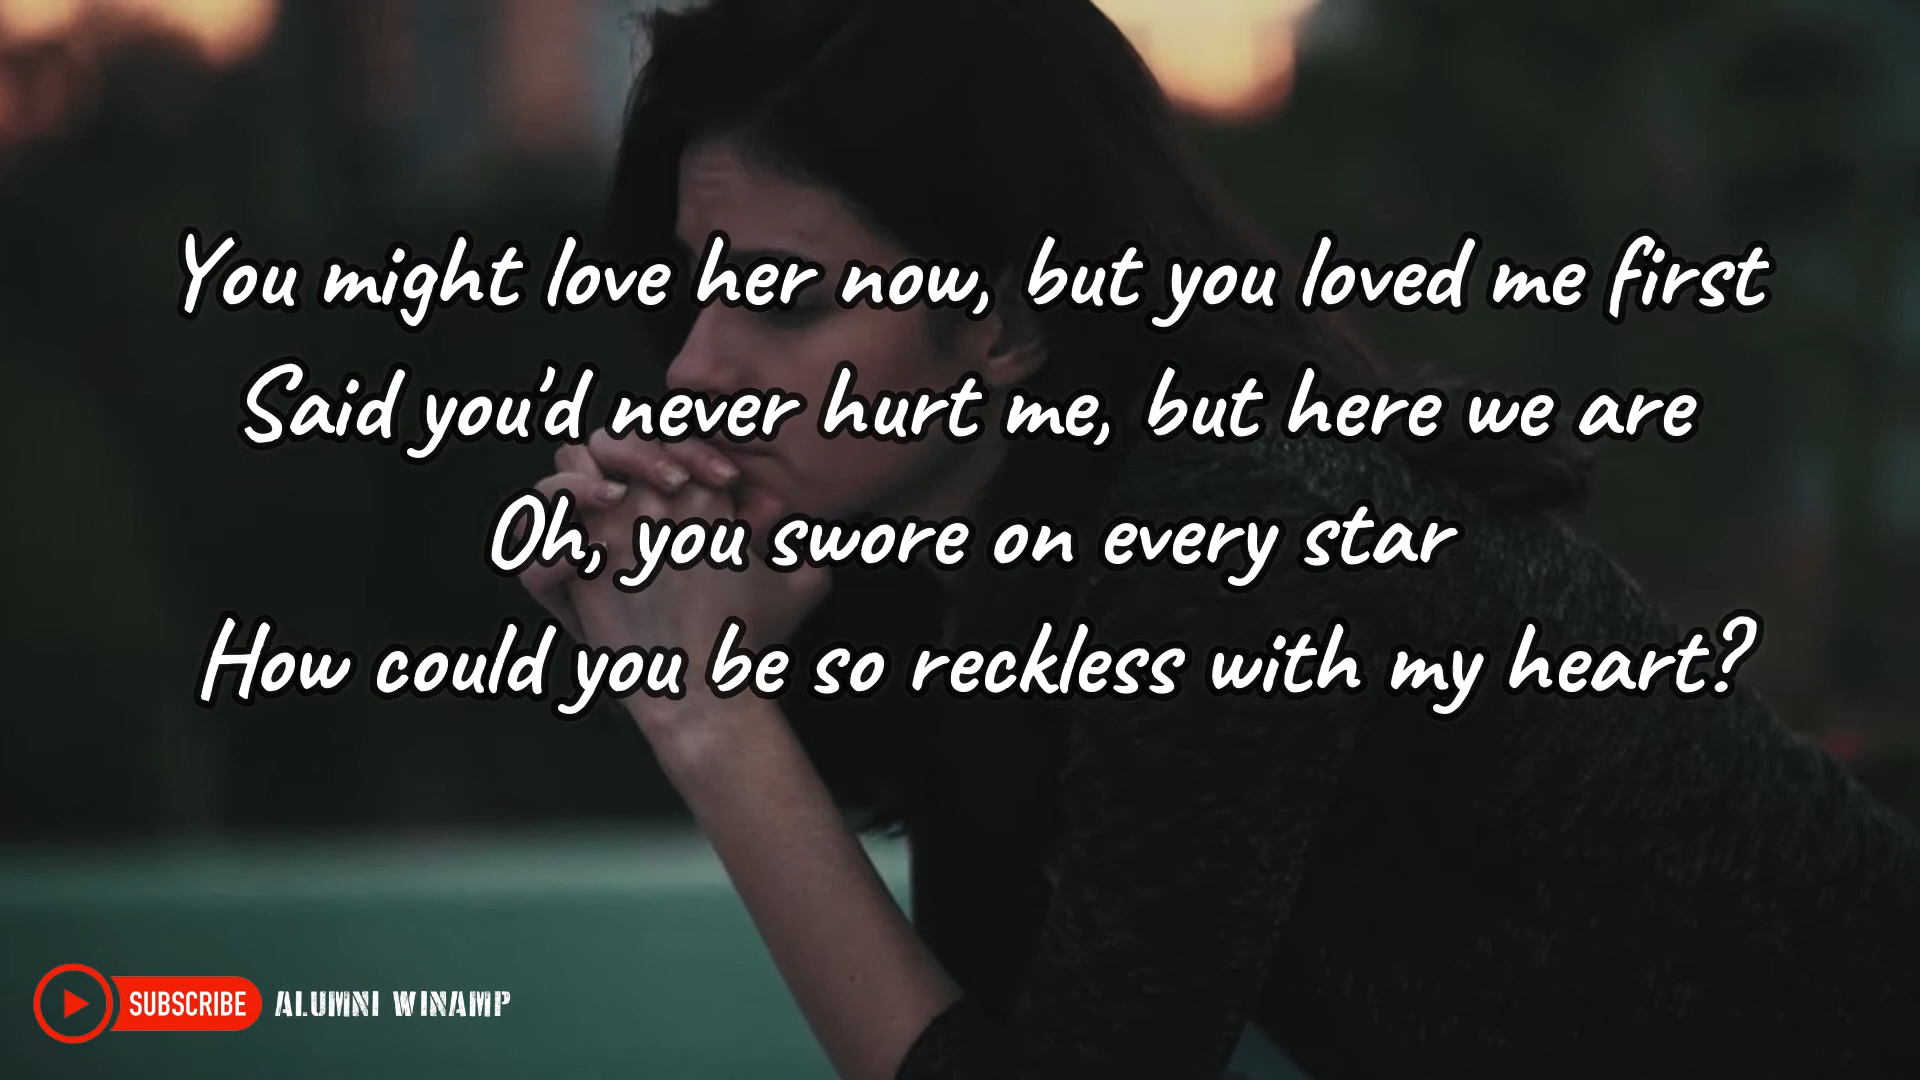 You might love her now, but you loved me first
Said you'd never hurt me, but here we are
Oh, you swore on every star
How could you be so reckless with my heart?
SUBSCRIBE ALUMNI WINAMP